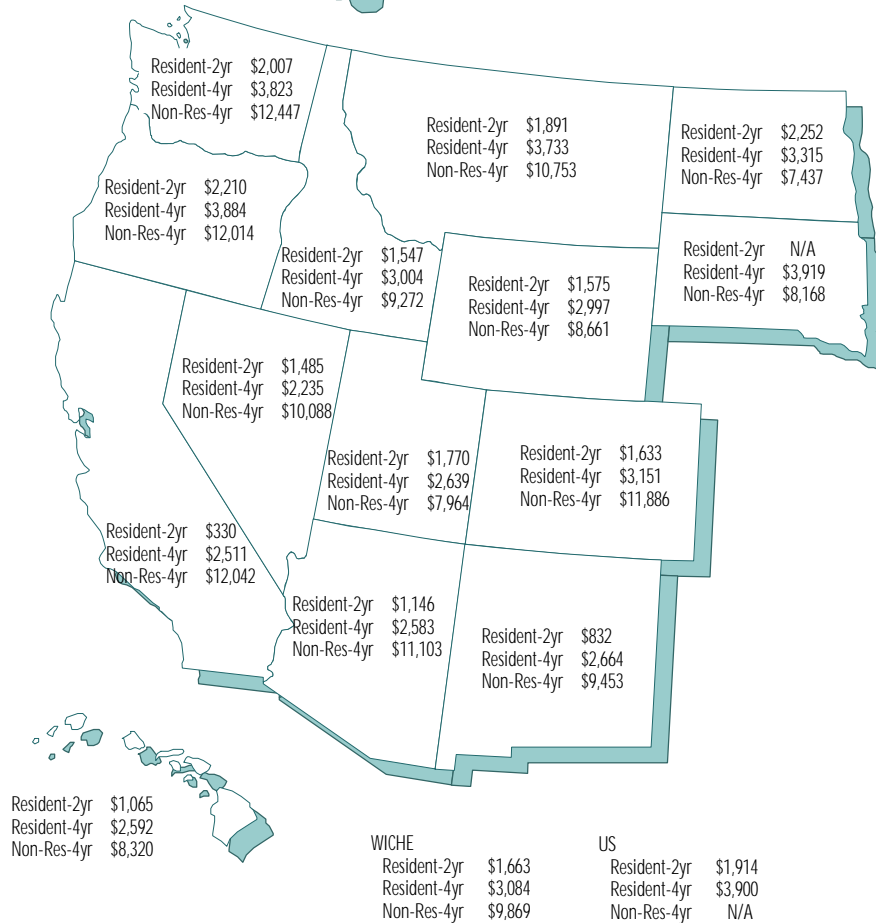 Resident-2yr $2,007
Resident-4yr $3,823
Non-Res-4yr $12,447
Resident-2yr $1,891
Resident-4yr $3,733
Non-Res-4yr $10,753
Resident-2yr $2,252
Resident-4yr $3,315
Non-Res-4yr $7,437
Resident-2yr $2,210
Resident-4yr $3,884
Non-Res-4yr $12,014
Resident-2yr $1,547
Resident-4yr $3,004
Non-Res-4yr $9,272
Resident-2yr $1,575
Resident-4yr $2,997
Non-Res-4yr $8,661
Resident-2yr N/A
Resident-4yr $3,919
Non-Res-4yr $8,168
Resident-2yr $1,485
Resident-4yr $2,235
Non-Res-4yr $10,088
Resident-2yr $1,770
Resident-4yr $2,639
Non-Res-4yr $7,964
Resident-2yr $1,633
Resident-4yr $3,151
Non-Res-4yr $11,886
Resident-2yr $330
Resident-4yr $2,511
Non-Res-4yr $12,042
Resident-2yr $1,146
Resident-4yr $2,583
Non-Res-4yr $11,103
Resident-2yr $832
Resident-4yr $2,664
Non-Res-4yr $9,453
Resident-2yr $1,065
Resident-4yr $2,592
Non-Res-4yr $8,320
WICHE
Resident-2yr $1,663
Resident-4yr $3,084
Non-Res-4yr $9,869
US
Resident-2yr $1,914
Resident-4yr $3,900
Non-Res-4yr N/A